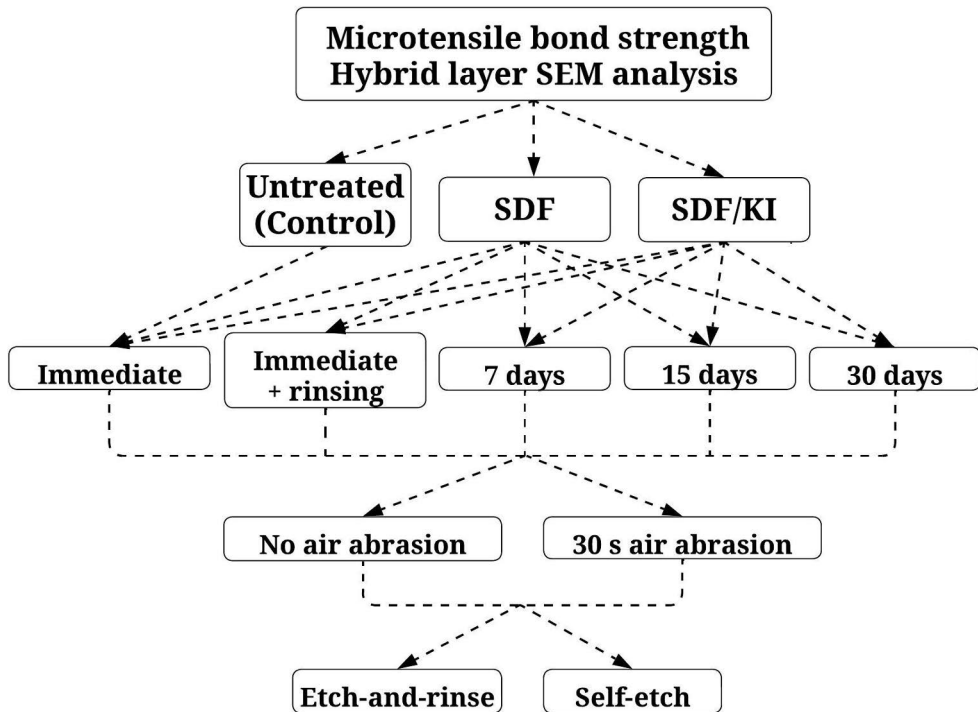 Microtensile bond strength
Hybrid layer SEM analysis
Untreated
(Control)
SDF
SDF/KI
Immediate
Immediate
+ rinsing
7 days
15 days
30 days
No air abrasion
30 s air abrasion
Etch-and-rinse
Self-etch